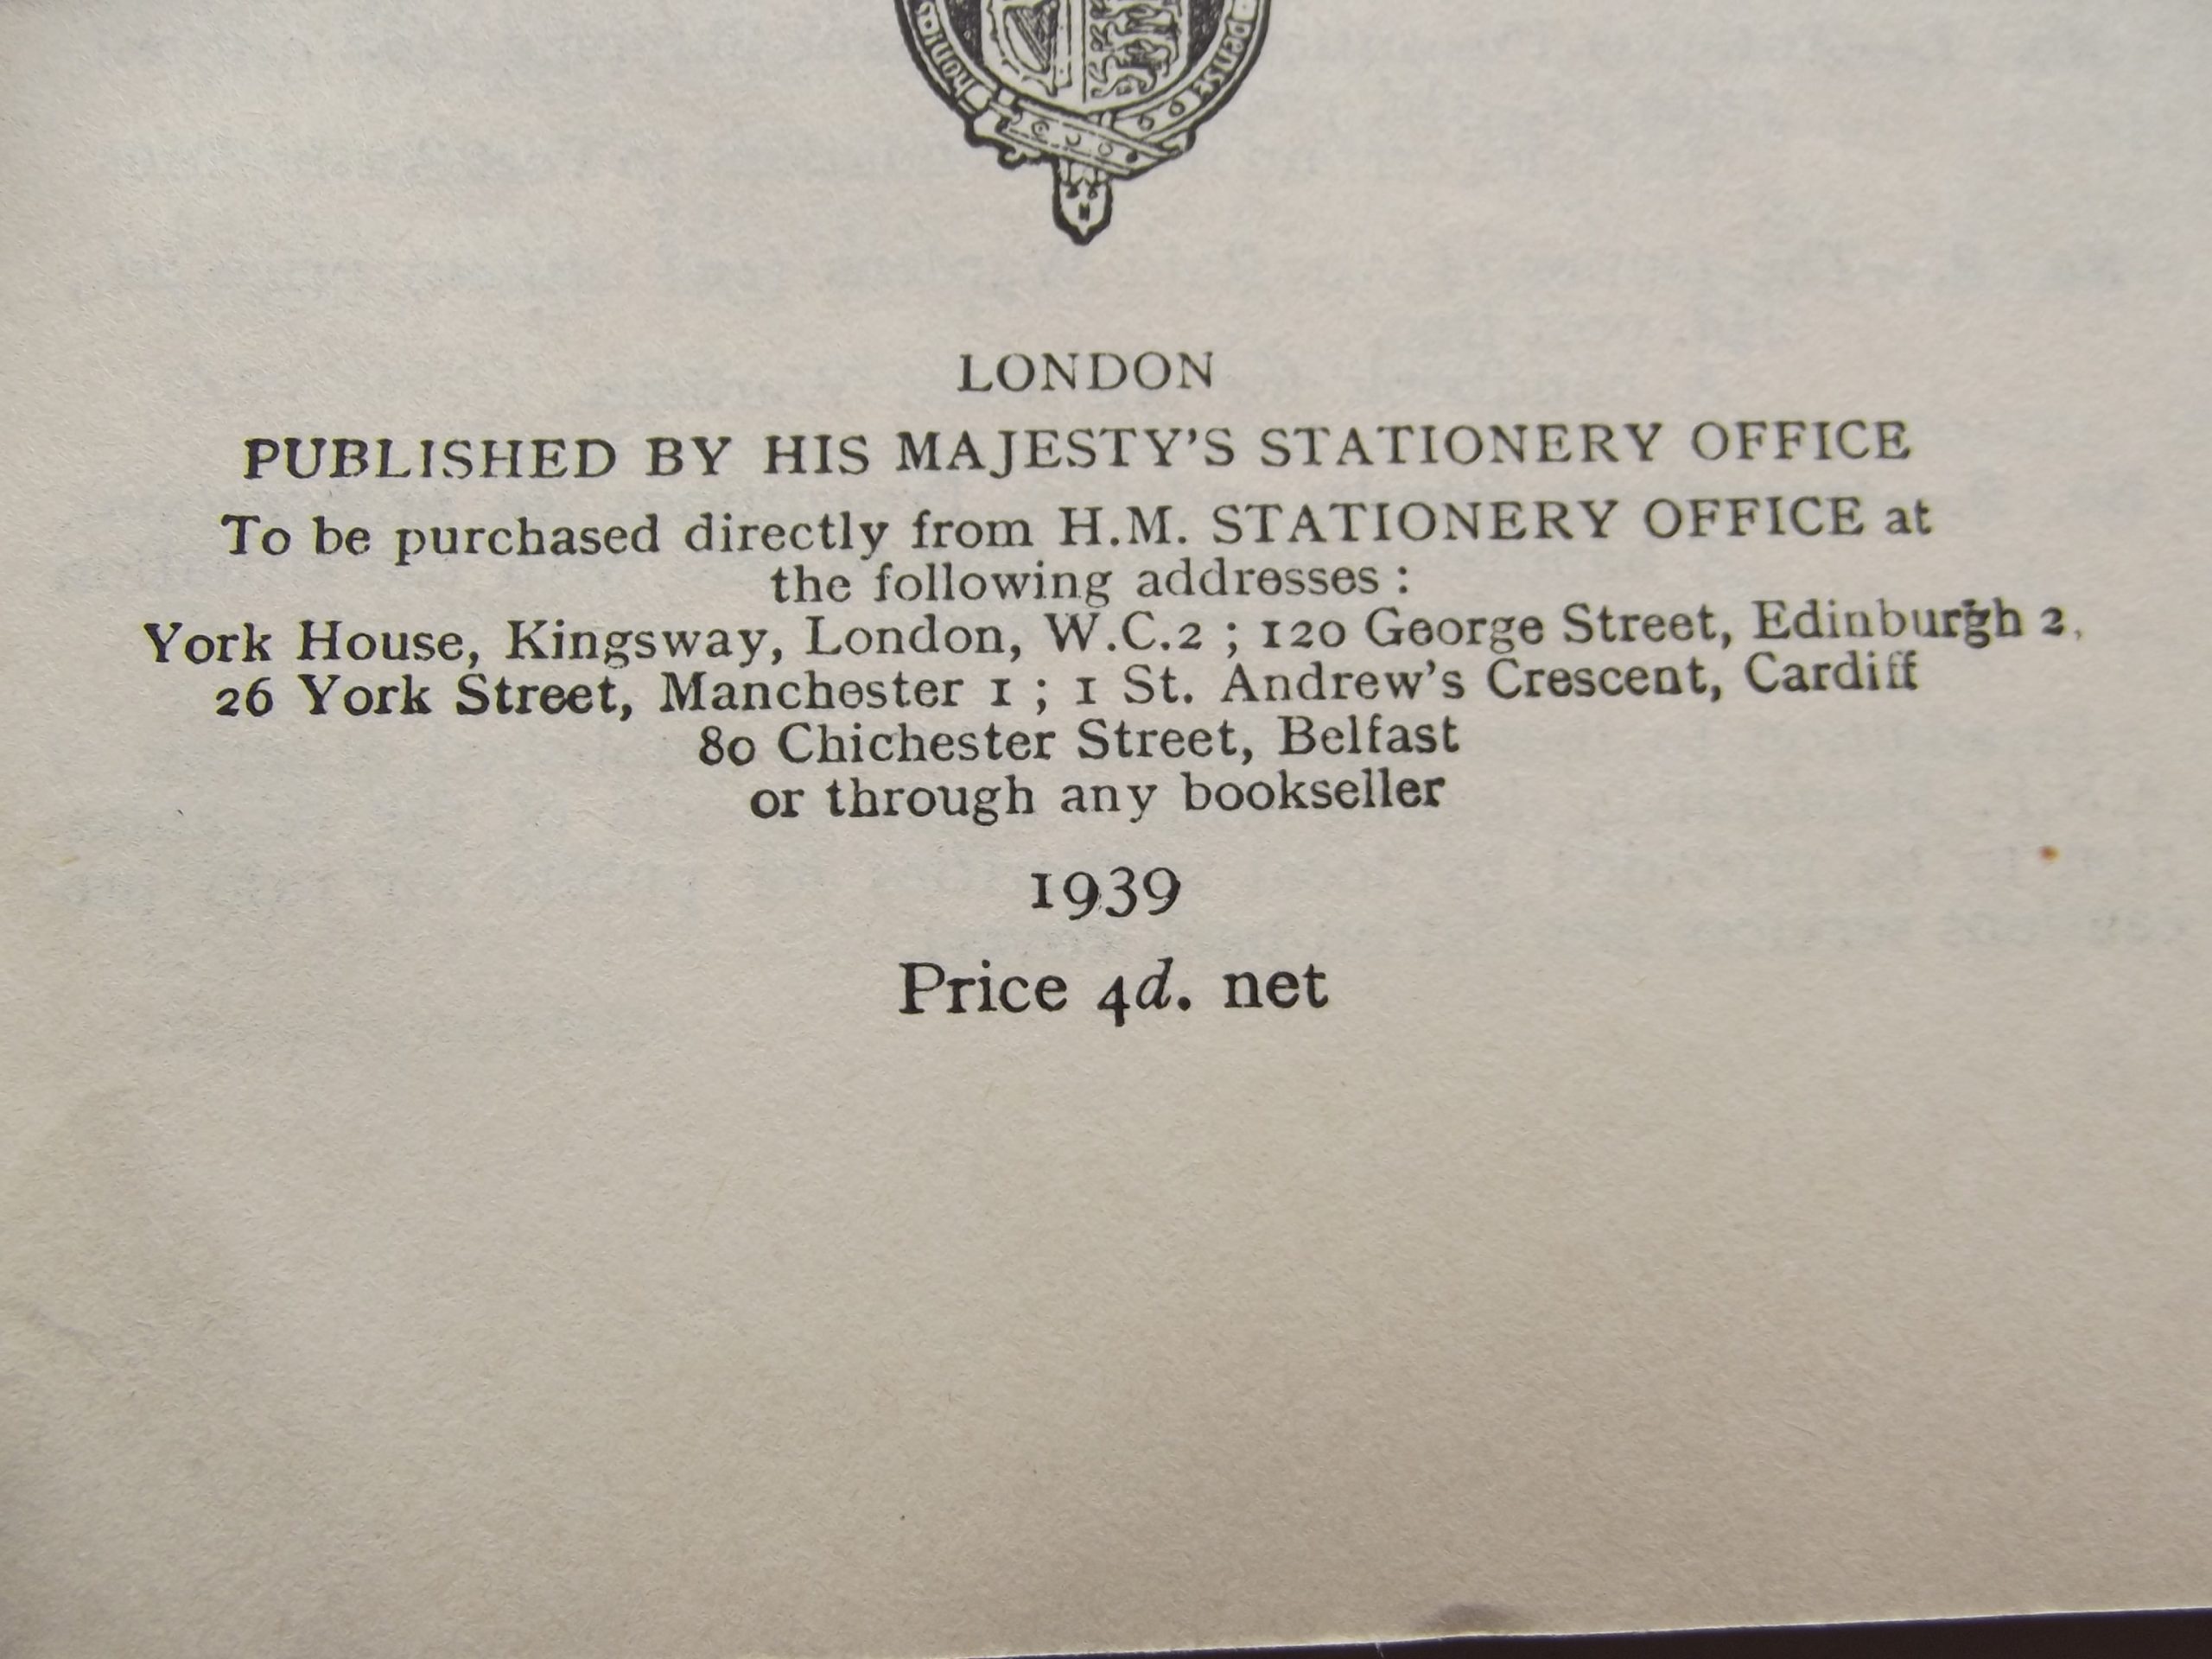 honi
pense
LONDON
PUBLISHED BY HIS MAJESTY'S STATIONERY OFFICE
To be purchased directly from H.M. STATIONERY OFFICE at
the following addresses :
York House, Kingsway, London, W.C.2 ; 120 George Street, Edinburgh 2,
26 York Street, Manchester 1 ; 1 St. Andrew's Crescent, Cardiff
80 Chichester Street, Belfast
or through any bookseller
1939
Price 4d. net